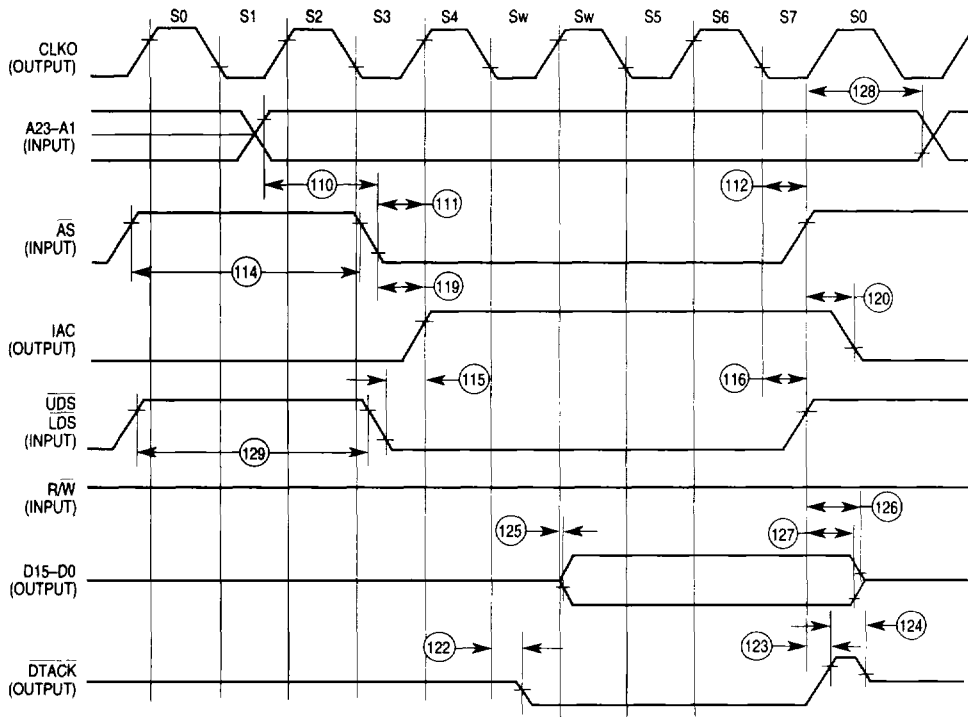 S0 S1 S2 S3 S4 Sw Sw S5 S6 S7 S0
CLKO
(OUTPUT)
128
A23–A1
(INPUT)
110
111
112
AS
(INPUT)
114
119
120
IAC
(OUTPUT)
115
116
UDS
LDS
(INPUT)
129
R/W
(INPUT)
126
125
127
D15–D0
(OUTPUT)
124
122
123
DTACK
(OUTPUT)